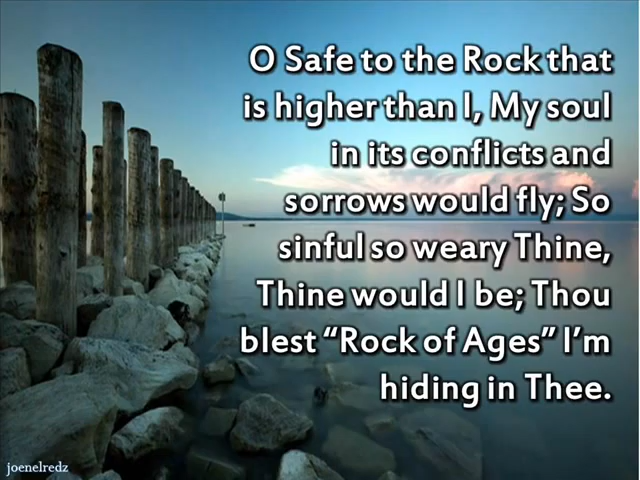 O Safe to the Rock that
is higher than I, My soul
in its conflicts and
sorrows would fly; So
sinful so weary Thine,
Thine would I be; Thou
blest “Rock of Ages” I’m
hiding in Thee.
joenelredz